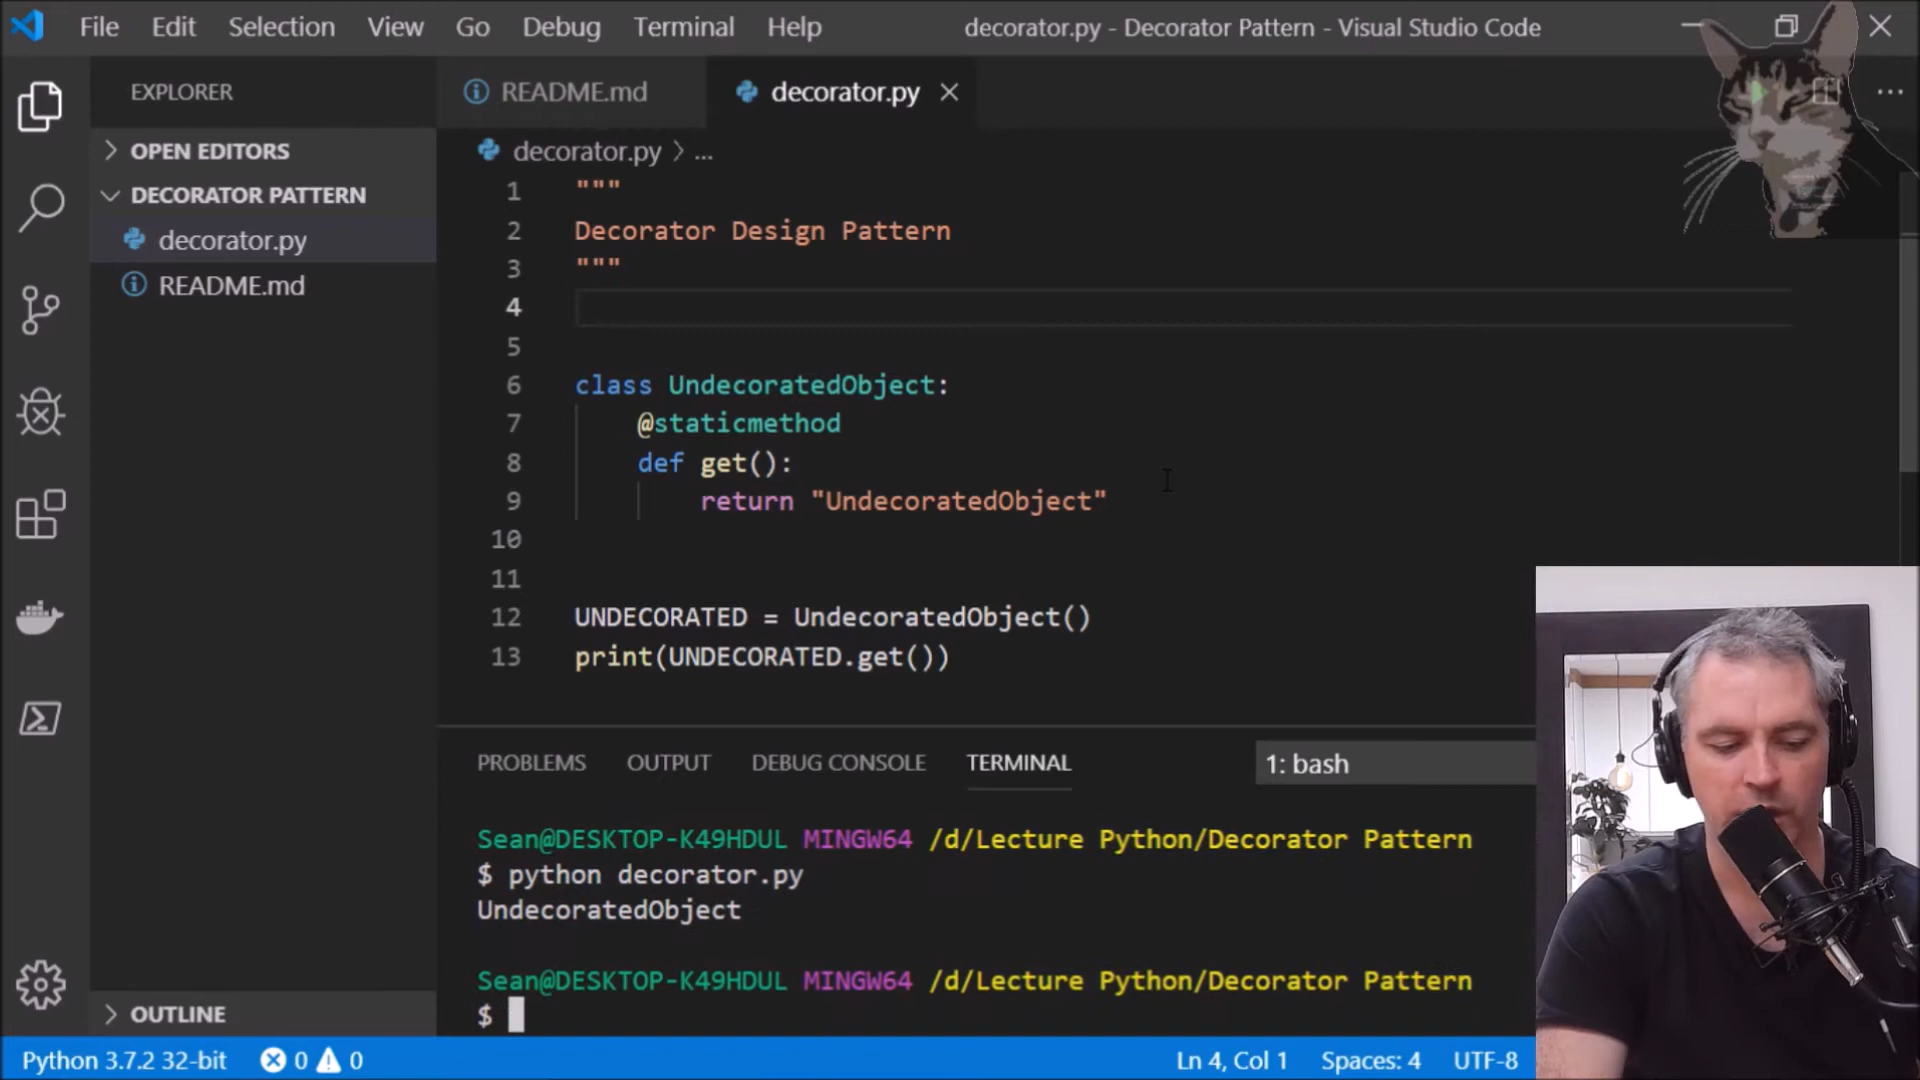 File Edit Selection View Go Debug Terminal Help decorator.py - Decorator Pattern - Visual Studio Code
EXPLORER
README.md decorator.py
OPEN EDITORS
DECORATOR PATTERN
decorator.py
README.md
OUTLINE
decorator.py > ...
1 """
2 Decorator Design Pattern
3 """
4
5
6 class UndecoratedObject:
7 @staticmethod
8 def get():
9 return "UndecoratedObject"
10
11
12 UNDECORATED = UndecoratedObject()
13 print(UNDECORATED.get())
PROBLEMS OUTPUT DEBUG CONSOLE TERMINAL 1: bash
Sean@DESKTOP-K49HDUL MINGW64 /d/Lecture Python/Decorator Pattern
$ python decorator.py
UndecoratedObject
Sean@DESKTOP-K49HDUL MINGW64 /d/Lecture Python/Decorator Pattern
$
Python 3.7.2 32-bit 0 0 Ln 4, Col 1 Spaces: 4 UTF-8